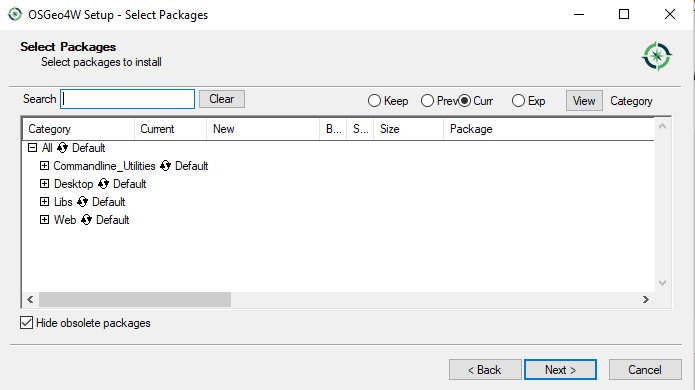 OSGeo4W Setup - Select Packages
Select Packages
Select packages to install
Search Clear Keep Prev Curr Exp View Category
Category Current New B... S... Size Package
All Default
Commandline_Utilities Default
Desktop Default
Libs Default
Web Default
Hide obsolete packages
< Back Next > Cancel